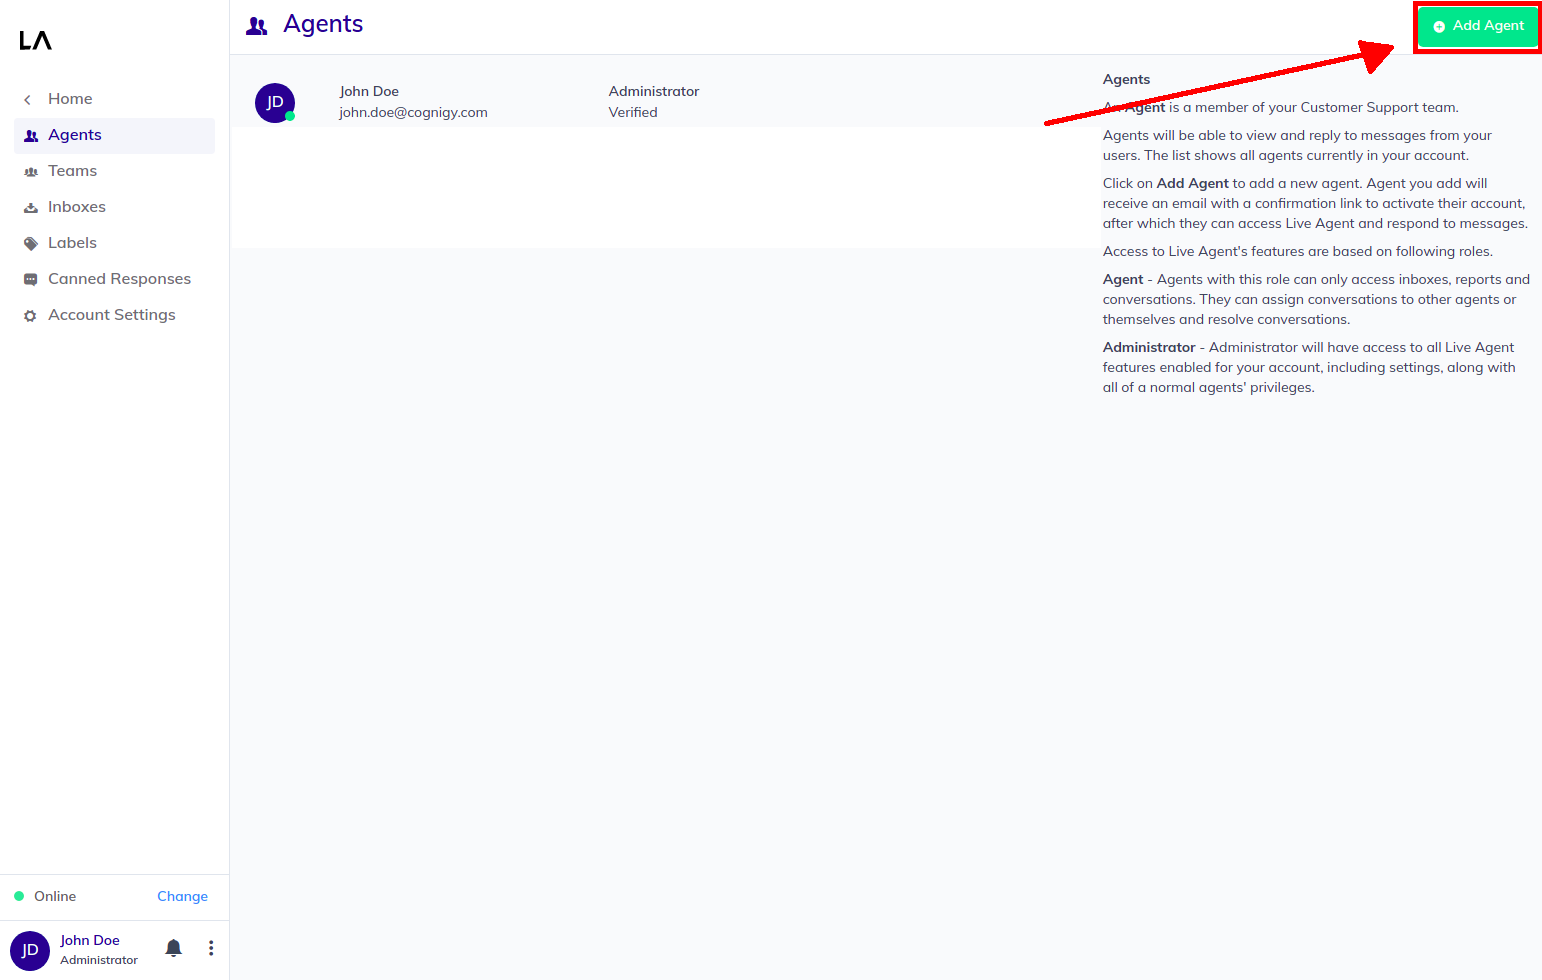 LA
Home
Agents
Teams
Inboxes
Labels
Canned Responses
Account Settings
Online Change
JD John Doe
Administrator
Agents
Add Agent
JD
John Doe Administrator
john.doe@cognigy.com Verified
Agents
An Agent is a member of your Customer Support team.
Agents will be able to view and reply to messages from your
users. The list shows all agents currently in your account.
Click on Add Agent to add a new agent. Agent you add will
receive an email with a confirmation link to activate their account,
after which they can access Live Agent and respond to messages.
Access to Live Agent's features are based on following roles.
Agent - Agents with this role can only access inboxes, reports and
conversations. They can assign conversations to other agents or
themselves and resolve conversations.
Administrator - Administrator will have access to all Live Agent
features enabled for your account, including settings, along with
all of a normal agents' privileges.